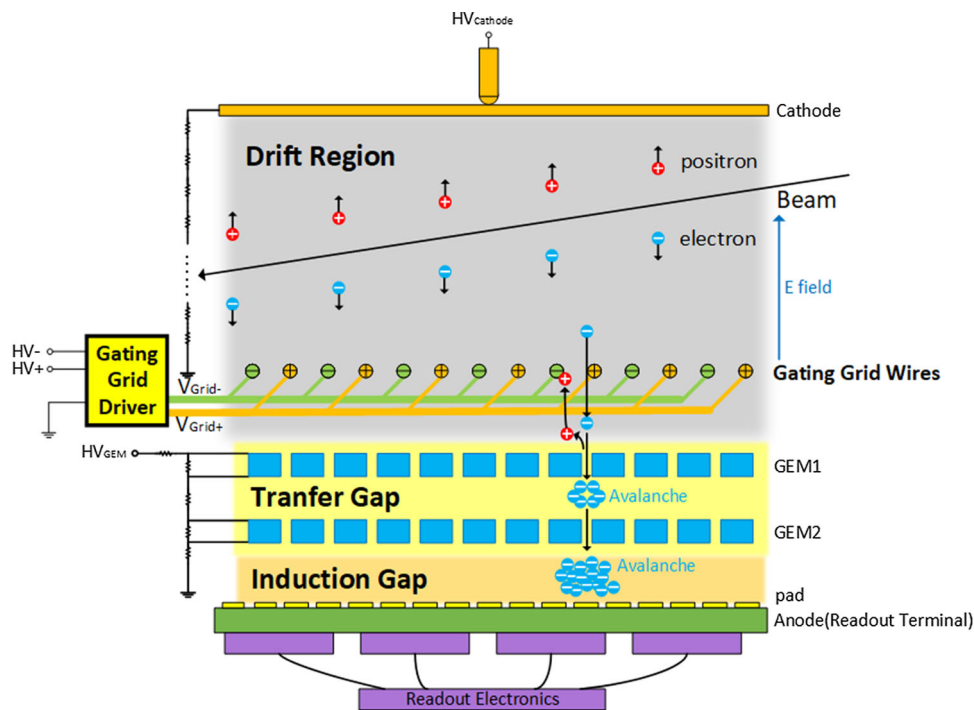 HVCathode
Cathode
Drift Region
positron
Beam
electron
E field
HV-
HV+
Gating
Grid
Driver
VGrid-
VGrid+
Gating Grid Wires
HVGEM
GEM1
Tranfer Gap
Avalanche
GEM2
Induction Gap
Avalanche
pad
Anode(Readout Terminal)
Readout Electronics